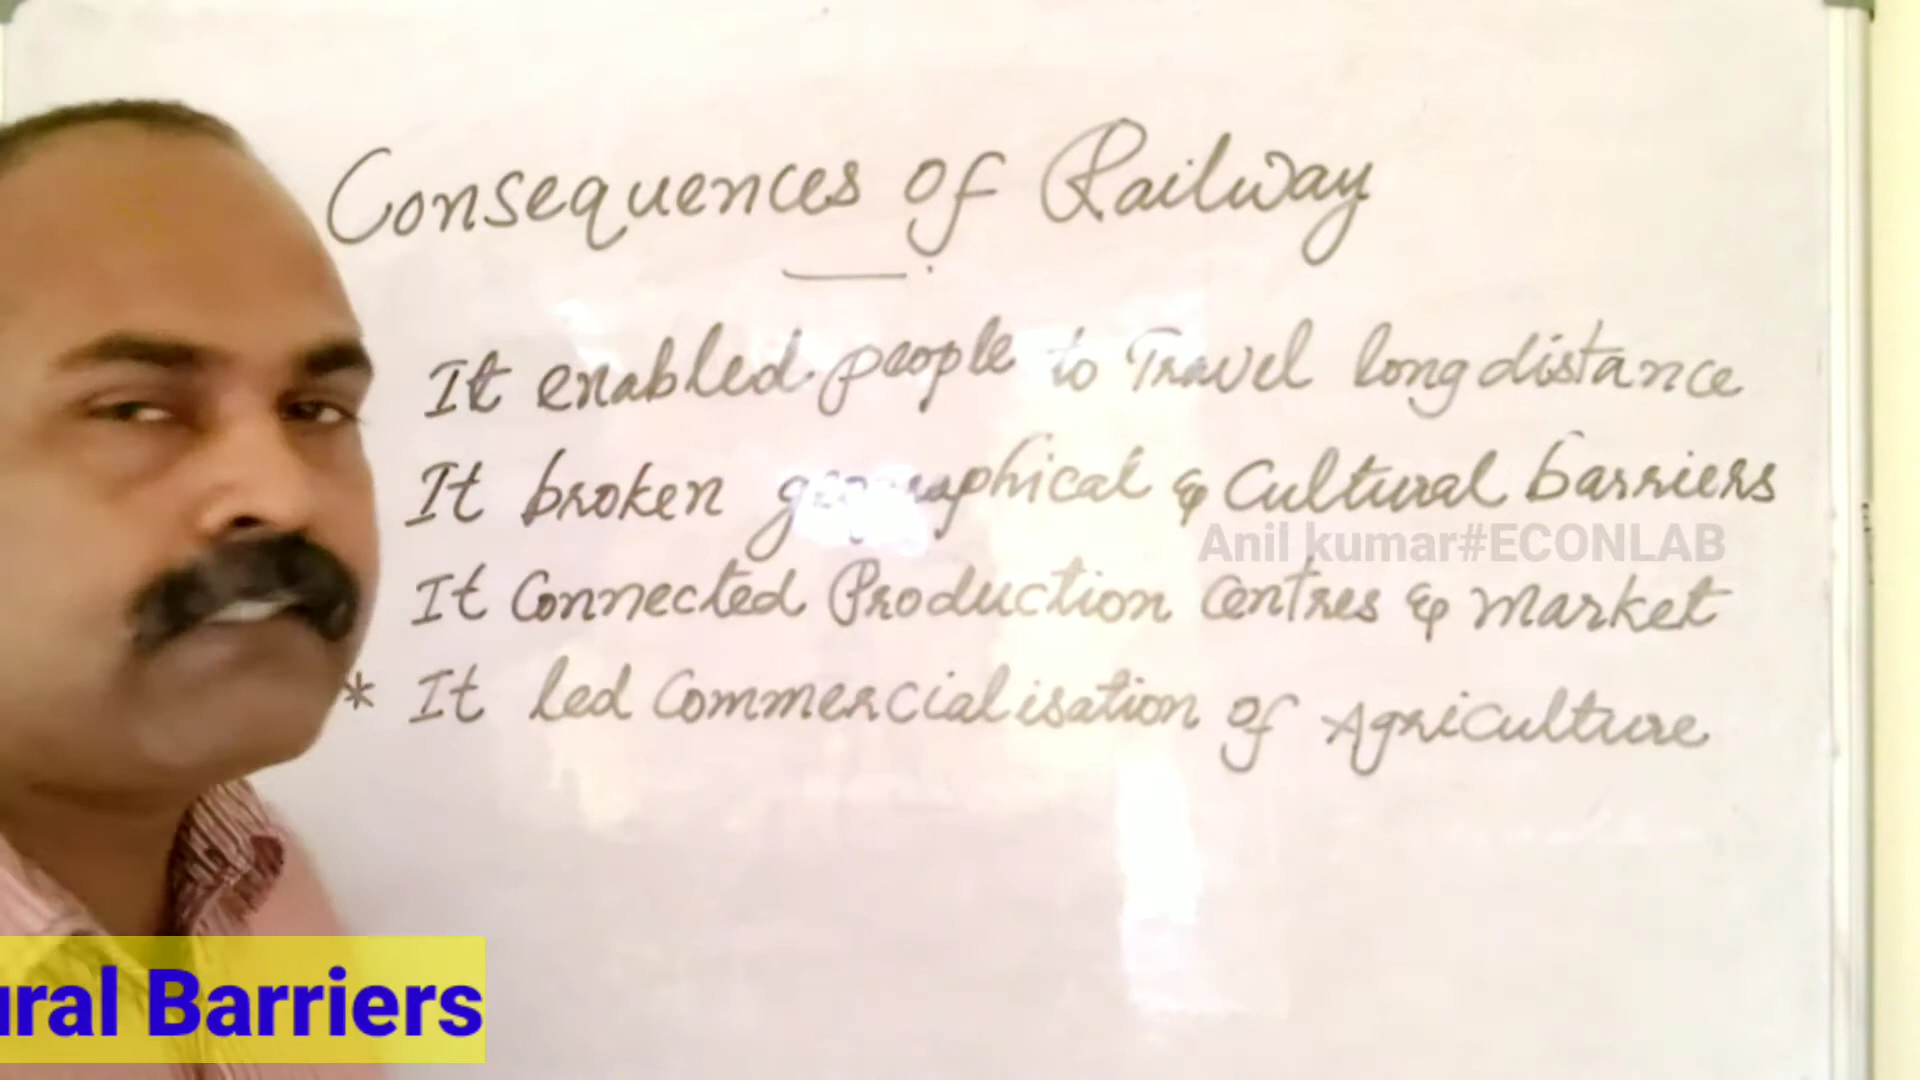 Consequences of Railway
It enabled people to Travel long distance
It broken geographical & Cultural barriers
Anil kumar#ECONLAB
It Connected Production Centres & Market
* It led Commercialisation of Agriculture
ural Barriers